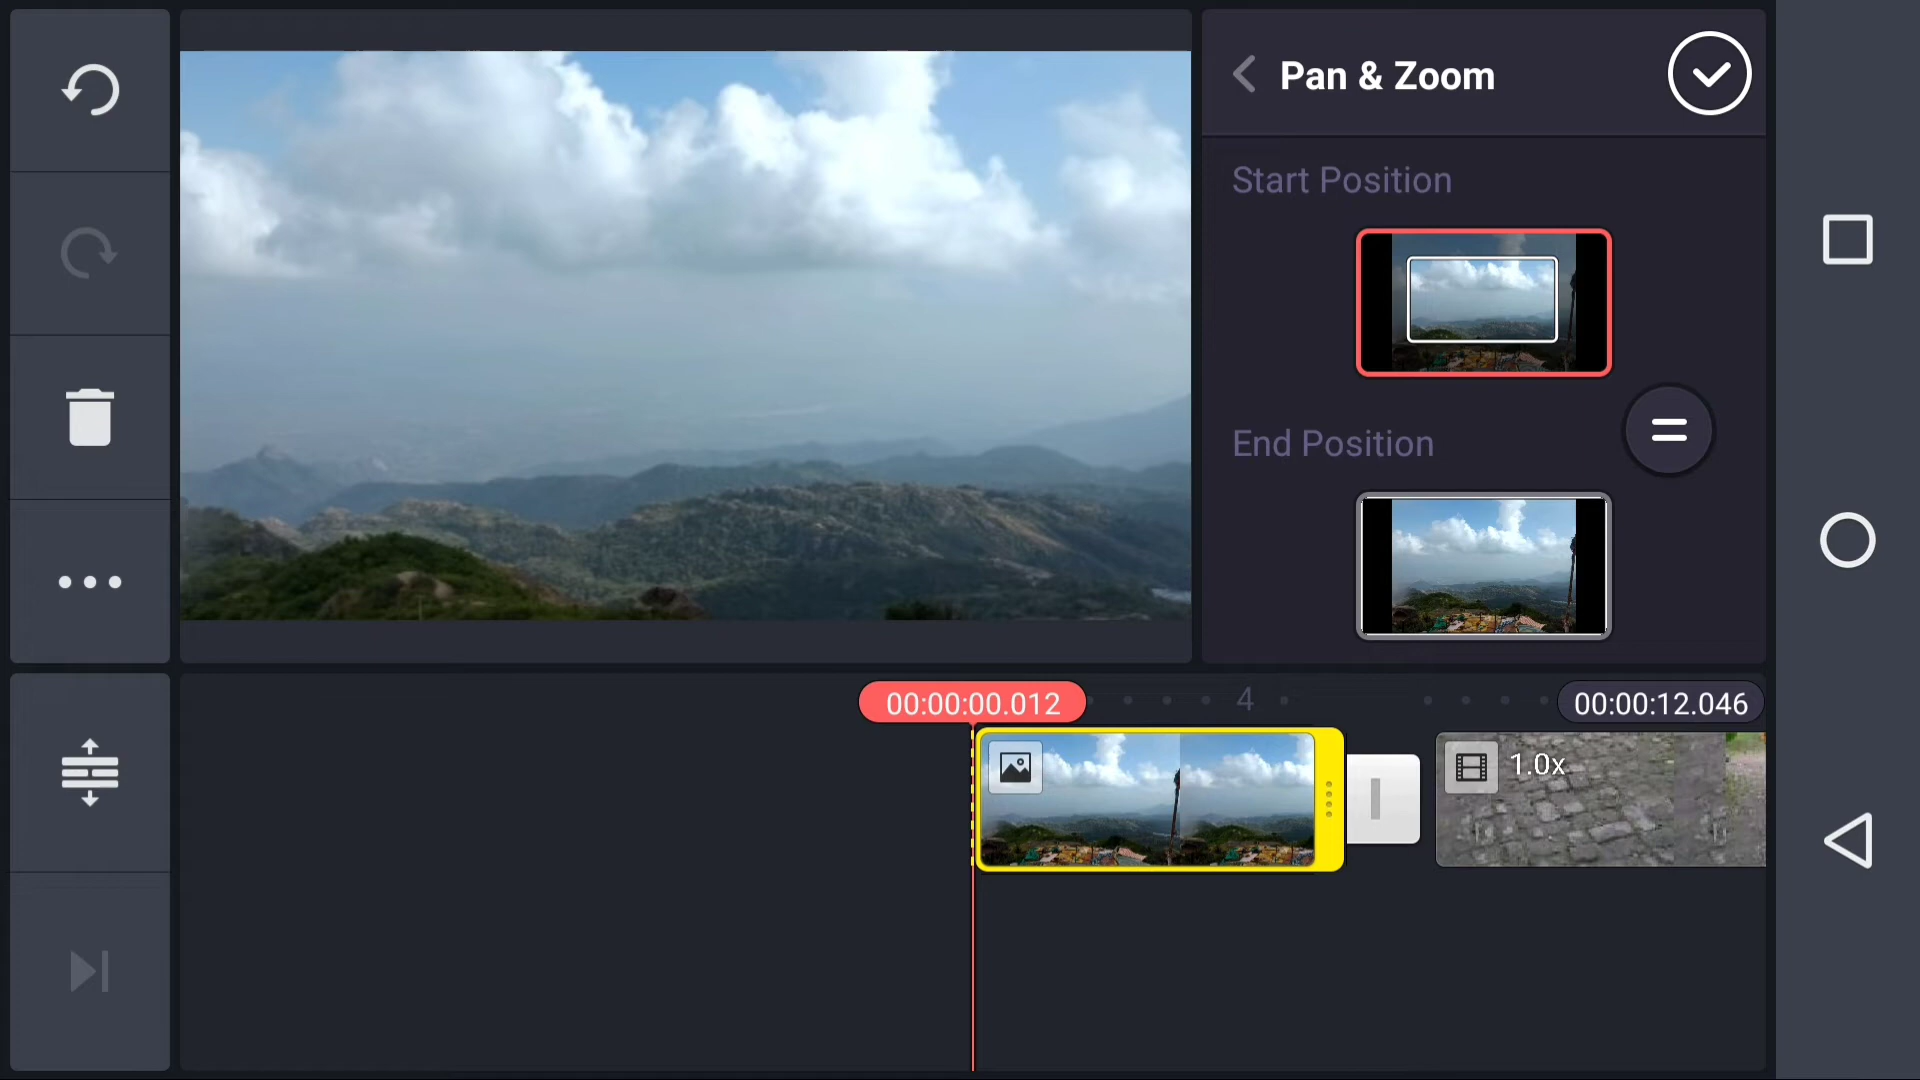 Pan & Zoom
Start Position
End Position
00:00:00.012
4
00:00:12.046
1.0x